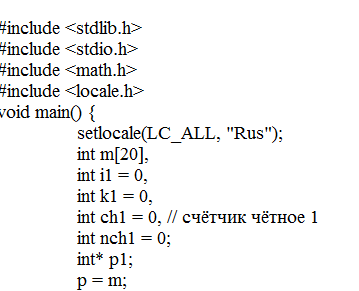 #include <stdlib.h>
#include <stdio.h>
#include <math.h>
#include <locale.h>
void main() {
setlocale(LC_ALL, "Rus");
int m[20],
int i1 = 0,
int k1 = 0,
int ch1 = 0, // счётчик чётное 1
int nch1 = 0;
int* p1;
p = m;